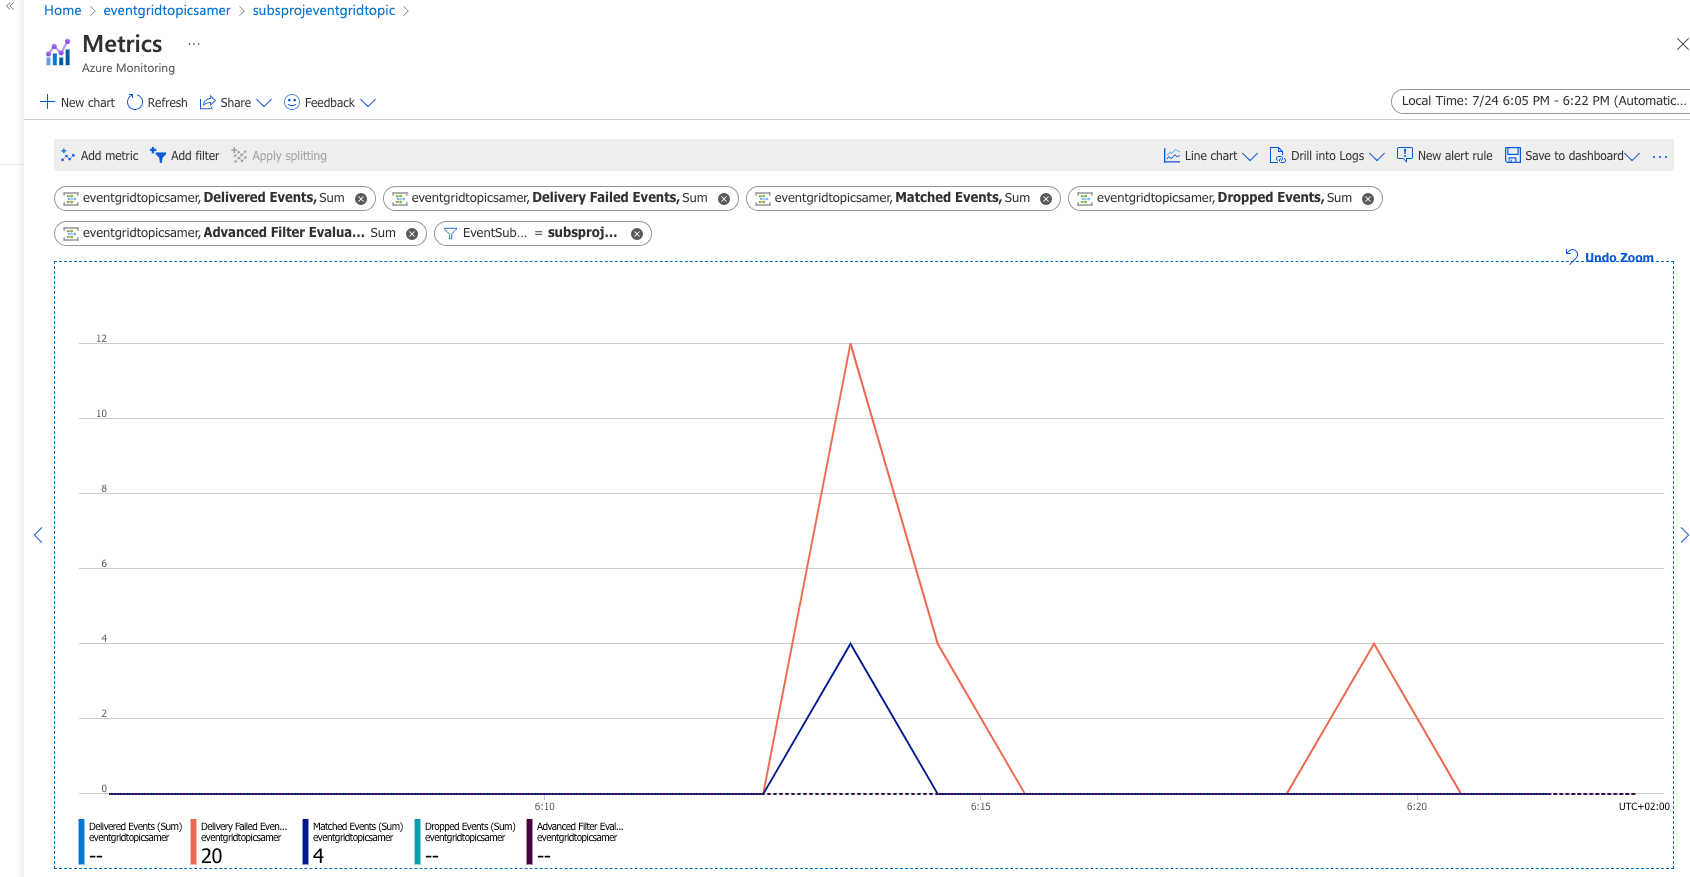 Home > eventgridtopicsamer > subsprojeventgridtopic >
Metrics ...
Azure Monitoring
New chart Refresh Share Feedback
Local Time: 7/24 6:05 PM - 6:22 PM (Automatic...
Add metric Add filter Apply splitting Line chart Drill into Logs New alert rule Save to dashboard ...
eventgridtopicsamer, Delivered Events, Sum eventgridtopicsamer, Delivery Failed Events, Sum eventgridtopicsamer, Matched Events, Sum eventgridtopicsamer, Dropped Events, Sum
eventgridtopicsamer, Advanced Filter Evalua... Sum EventSub... = subsproj...
Undo Zoom
12
10
8
6
4
2
0
6:10 6:15 6:20 UTC+02:00
Delivered Events (Sum) Delivery Failed Even... Matched Events (Sum) Dropped Events (Sum) Advanced Filter Eval...
eventgridtopicsamer eventgridtopicsamer eventgridtopicsamer eventgridtopicsamer eventgridtopicsamer
-- 20 4 -- --